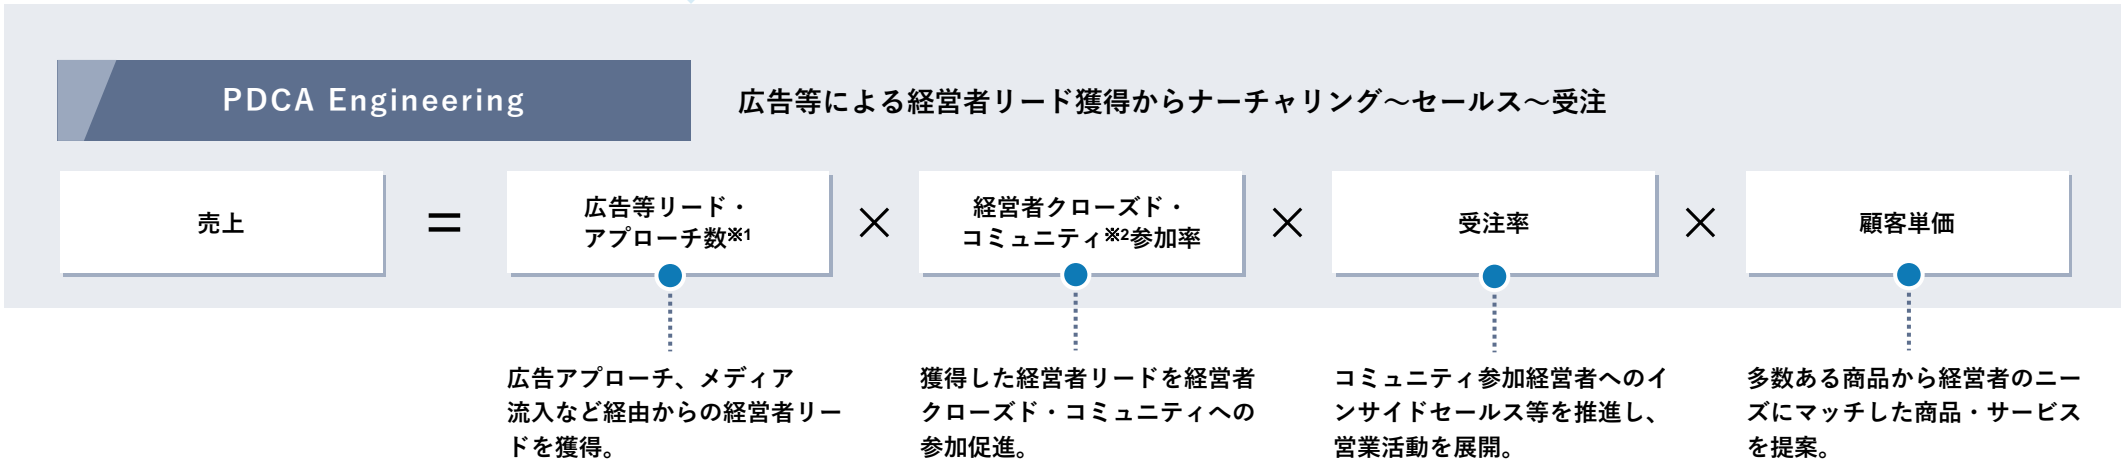 PDCA Engineering
広告等による経営者リード獲得からナーチャリング～セールス～受注
売上
＝
広告等リード・
アプローチ数※1
×
経営者クローズド・
コミュニティ※2参加率
×
受注率
×
顧客単価
広告アプローチ、メディア
流入など経由からの経営者リー
ドを獲得。
獲得した経営者リードを経営者
クローズド・コミュニティへの
参加促進。
コミュニティ参加経営者へのイ
ンサイドセールス等を推進し、
営業活動を展開。
多数ある商品から経営者のニー
ズにマッチした商品・サービス
を提案。